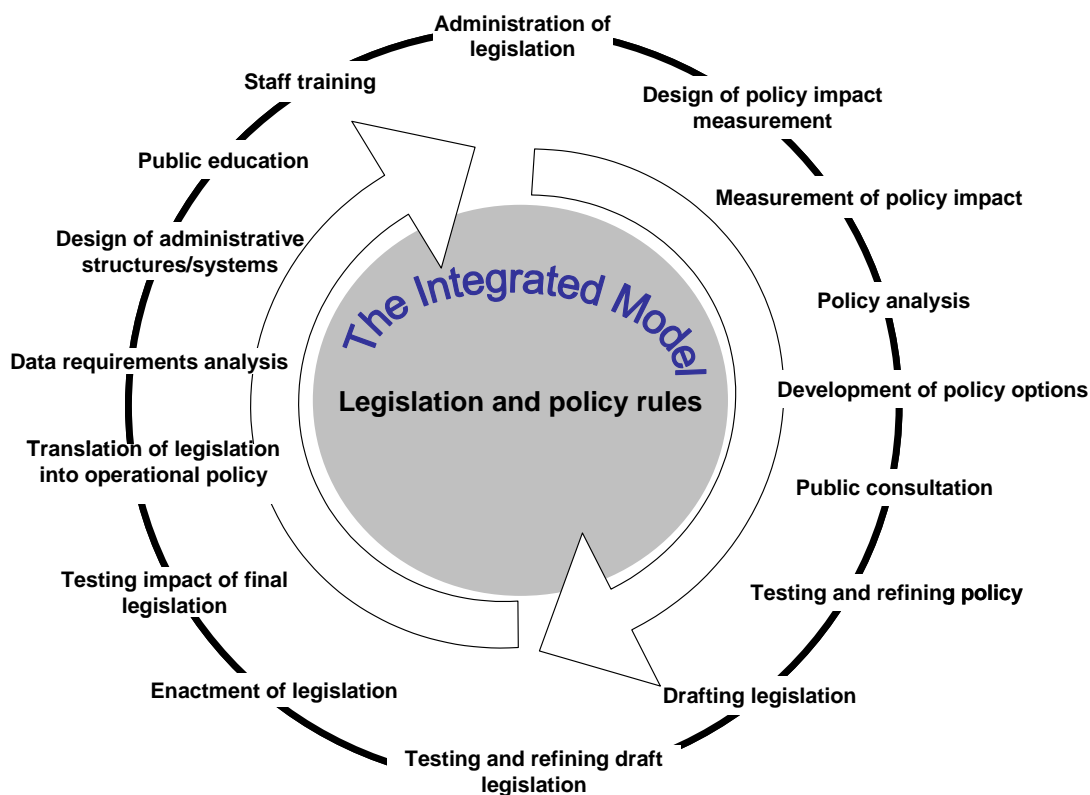 Administration of
legislation
Design of policy impact
measurement
Measurement of policy impact
Policy analysis
Development of policy options
Public consultation
Testing and refining policy
Drafting legislation
Testing and refining draft
legislation
Enactment of legislation
Testing impact of final
legislation
Translation of legislation
into operational policy
Data requirements analysis
Design of administrative
structures/systems
Public education
Staff training
The Integrated Model
Legislation and policy rules